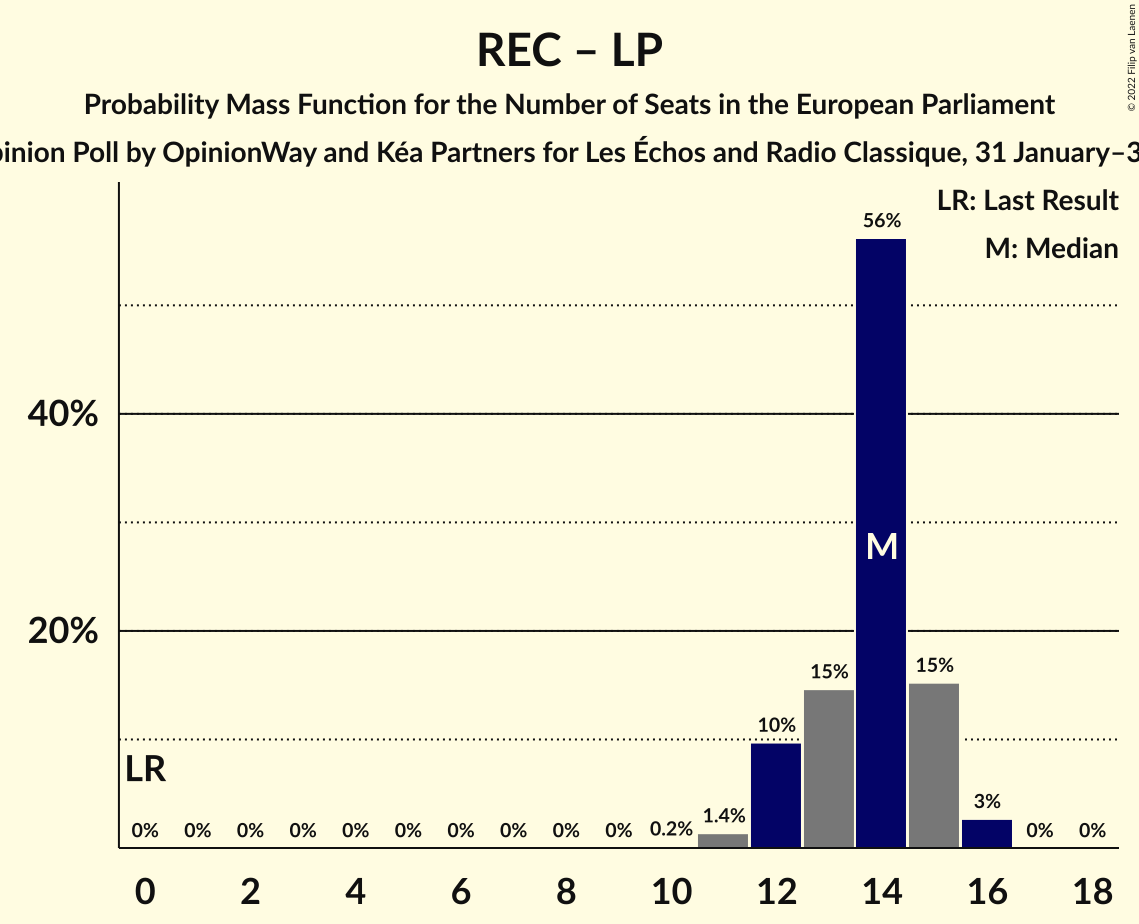 REC – LP
Probability Mass Function for the Number of Seats in the European Parliament
inion Poll by OpinionWay and Kéa Partners for Les Échos and Radio Classique, 31 January–3
© 2022 Filip van Laenen
LR: Last Result
M: Median
56%
40%
M
20%
15%
15%
10%
LR
3%
1.4%
0% 0% 0% 0% 0% 0% 0% 0% 0% 0% 0.2% 0% 0%
0 2 4 6 8 10 12 14 16 18